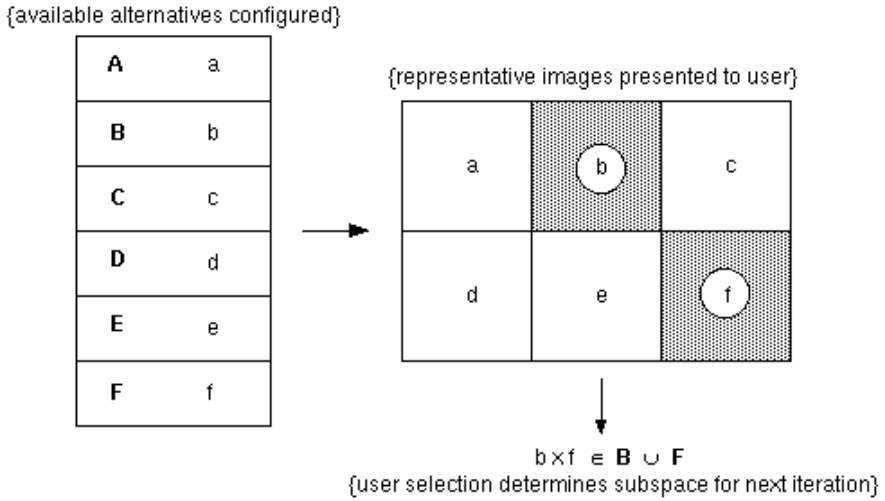 {available alternatives configured}
A a
B b
C c
D d
E e
F f
{representative images presented to user}
a b c
d e f
b x f ∈ B ∪ F
{user selection determines subspace for next iteration}